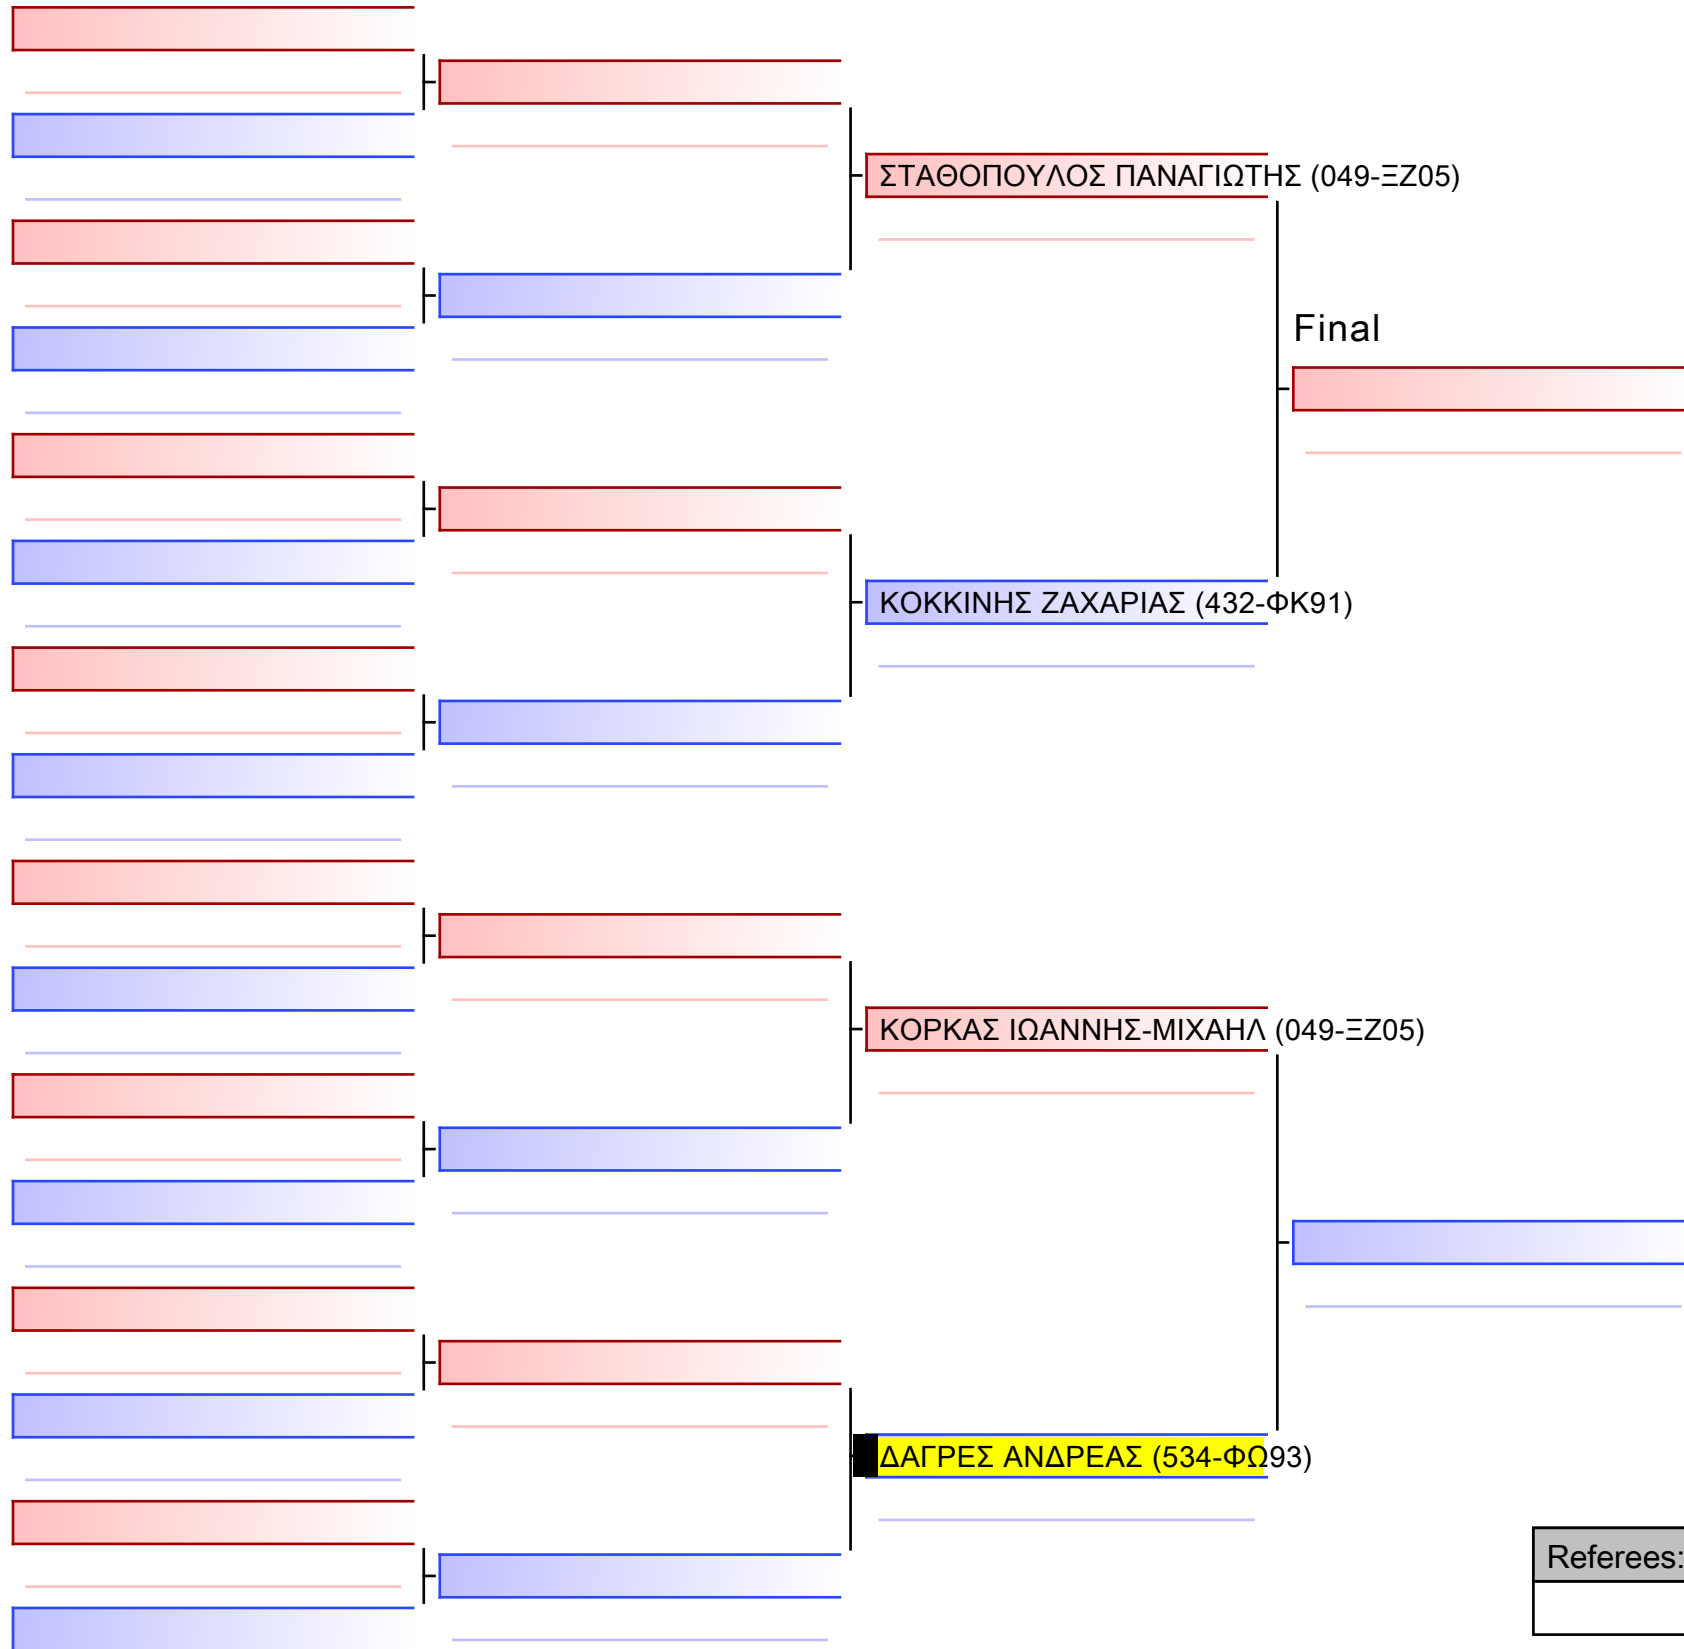 ΣΤΑΘΟΠΟΥΛΟΣ ΠΑΝΑΓΙΩΤΗΣ (049-ΞΖ05)
Final
ΚΟΚΚΙΝΗΣ ΖΑΧΑΡΙΑΣ (432-ΦΚ91)
ΚΟΡΚΑΣ ΙΩΑΝΝΗΣ-ΜΙΧΑΗΛ (049-ΞΖ05)
ΔΑΓΡΕΣ ΑΝΔΡΕΑΣ (534-ΦΩ93)
Referees: